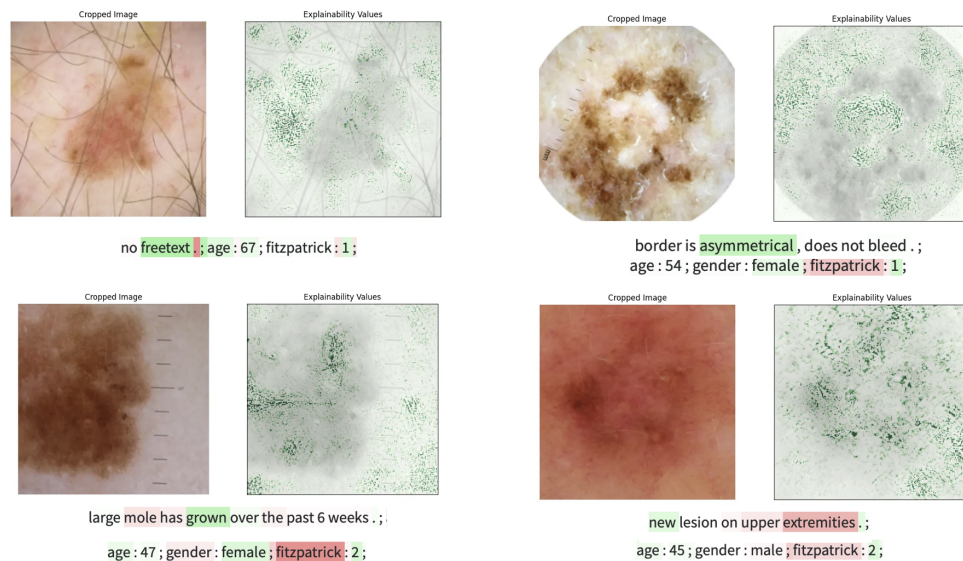 Cropped Image
Explainability Values
no freetext . ; age : 67 ; fitzpatrick : 1 ;
Cropped Image
Explainability Values
border is asymmetrical , does not bleed . ;
age : 54 ; gender : female ; fitzpatrick : 1 ;
Cropped Image
Explainability Values
large mole has grown over the past 6 weeks . ;
age : 47 ; gender : female ; fitzpatrick : 2 ;
Cropped Image
Explainability Values
new lesion on upper extremities . ;
age : 45 ; gender : male ; fitzpatrick : 2 ;